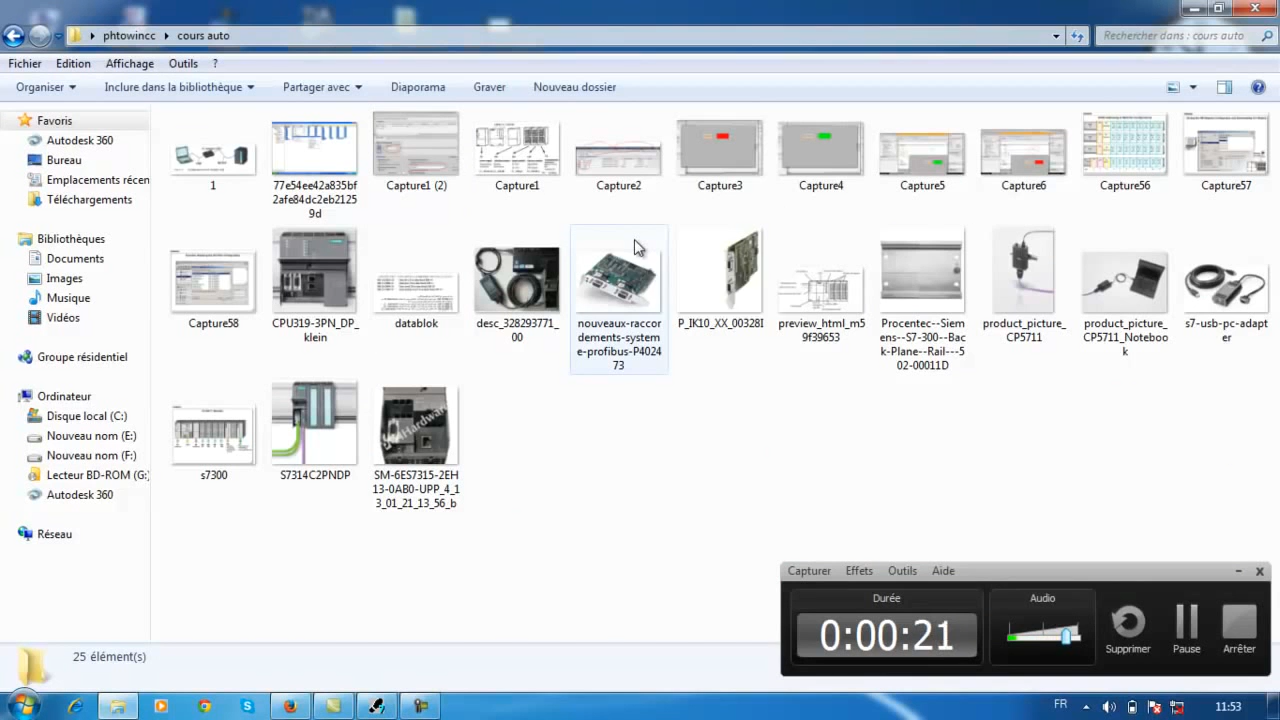 phtowincc
cours auto
Rechercher dans : cours auto
Fichier Edition Affichage Outils ?
Organiser Inclure dans la bibliothèque Partager avec Diaporama Graver Nouveau dossier
Favoris
Autodesk 360
Bureau
Emplacements récen
Téléchargements
Bibliothèques
Documents
Images
Musique
Vidéos
Groupe résidentiel
Ordinateur
Disque local (C:)
Nouveau nom (E:)
Nouveau nom (F:)
Lecteur BD-ROM (G:
Autodesk 360
Réseau
1
77e54ee42a835bf
2afe84dc2eb2125
9d
Capture1 (2)
Capture1
Capture2
Capture3
Capture4
Capture5
Capture6
Capture56
Capture57
Capture58
CPU319-3PN_DP_
klein
datablok
desc_328293771_
00
nouveaux-raccor
dements-system
e-profibus-P4024
73
P_IK10_XX_00328I
preview_html_m5
9f39653
Procentec--Siem
ens--S7-300--Bac
k-Plane--Rail---5
02-00011D
product_picture_
CP5711
product_picture_
CP5711_Noteboo
k
s7-usb-pc-adapt
er
s7300
S7314C2PNDP
SM-6ES7315-2EH
13-0AB0-UPP_4_1
3_01_21_13_56_b
25 élément(s)
Capturer Effets Outils Aide
Durée
0:00:21
Audio
Supprimer
Pause
Arrêter
FR
11:53